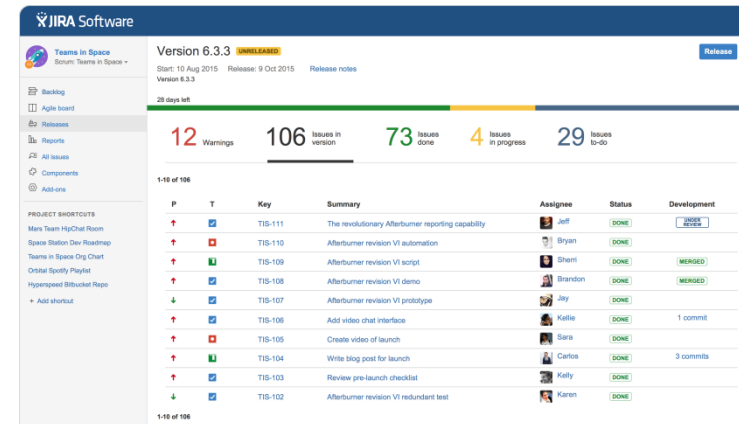 JIRA Software
Teams in Space
Scrum: Teams in Space
Backlog
Agile board
Releases
Reports
All issues
Components
Add-ons
PROJECT SHORTCUTS
Mars Team HipChat Room
Space Station Dev Roadmap
Teams in Space Org Chart
Orbital Spotify Playlist
Hyperspeed Bitbucket Repo
+ Add shortcut
Version 6.3.3 UNRELEASED
Release
Start: 10 Aug 2015 Release: 9 Oct 2015 Release notes
Version 6.3.3
28 days left
12 Warnings 106 Issues in version 73 Issues done 4 Issues in progress 29 Issues to-do
1-10 of 106
P T Key Summary Assignee Status Development
TIS-111 The revolutionary Afterburner reporting capability Jeff DONE UNDER REVIEW
TIS-110 Afterburner revision VI automation Bryan DONE
TIS-109 Afterburner revision VI script Sherri DONE MERGED
TIS-108 Afterburner revision VI demo Brandon DONE MERGED
TIS-107 Afterburner revision VI prototype Jay DONE
TIS-106 Add video chat interface Kellie DONE 1 commit
TIS-105 Create video of launch Sara DONE
TIS-104 Write blog post for launch Carlos DONE 3 commits
TIS-103 Review pre-launch checklist Kelly DONE
TIS-102 Afterburner revision VI redundant test Karen DONE
1-10 of 106